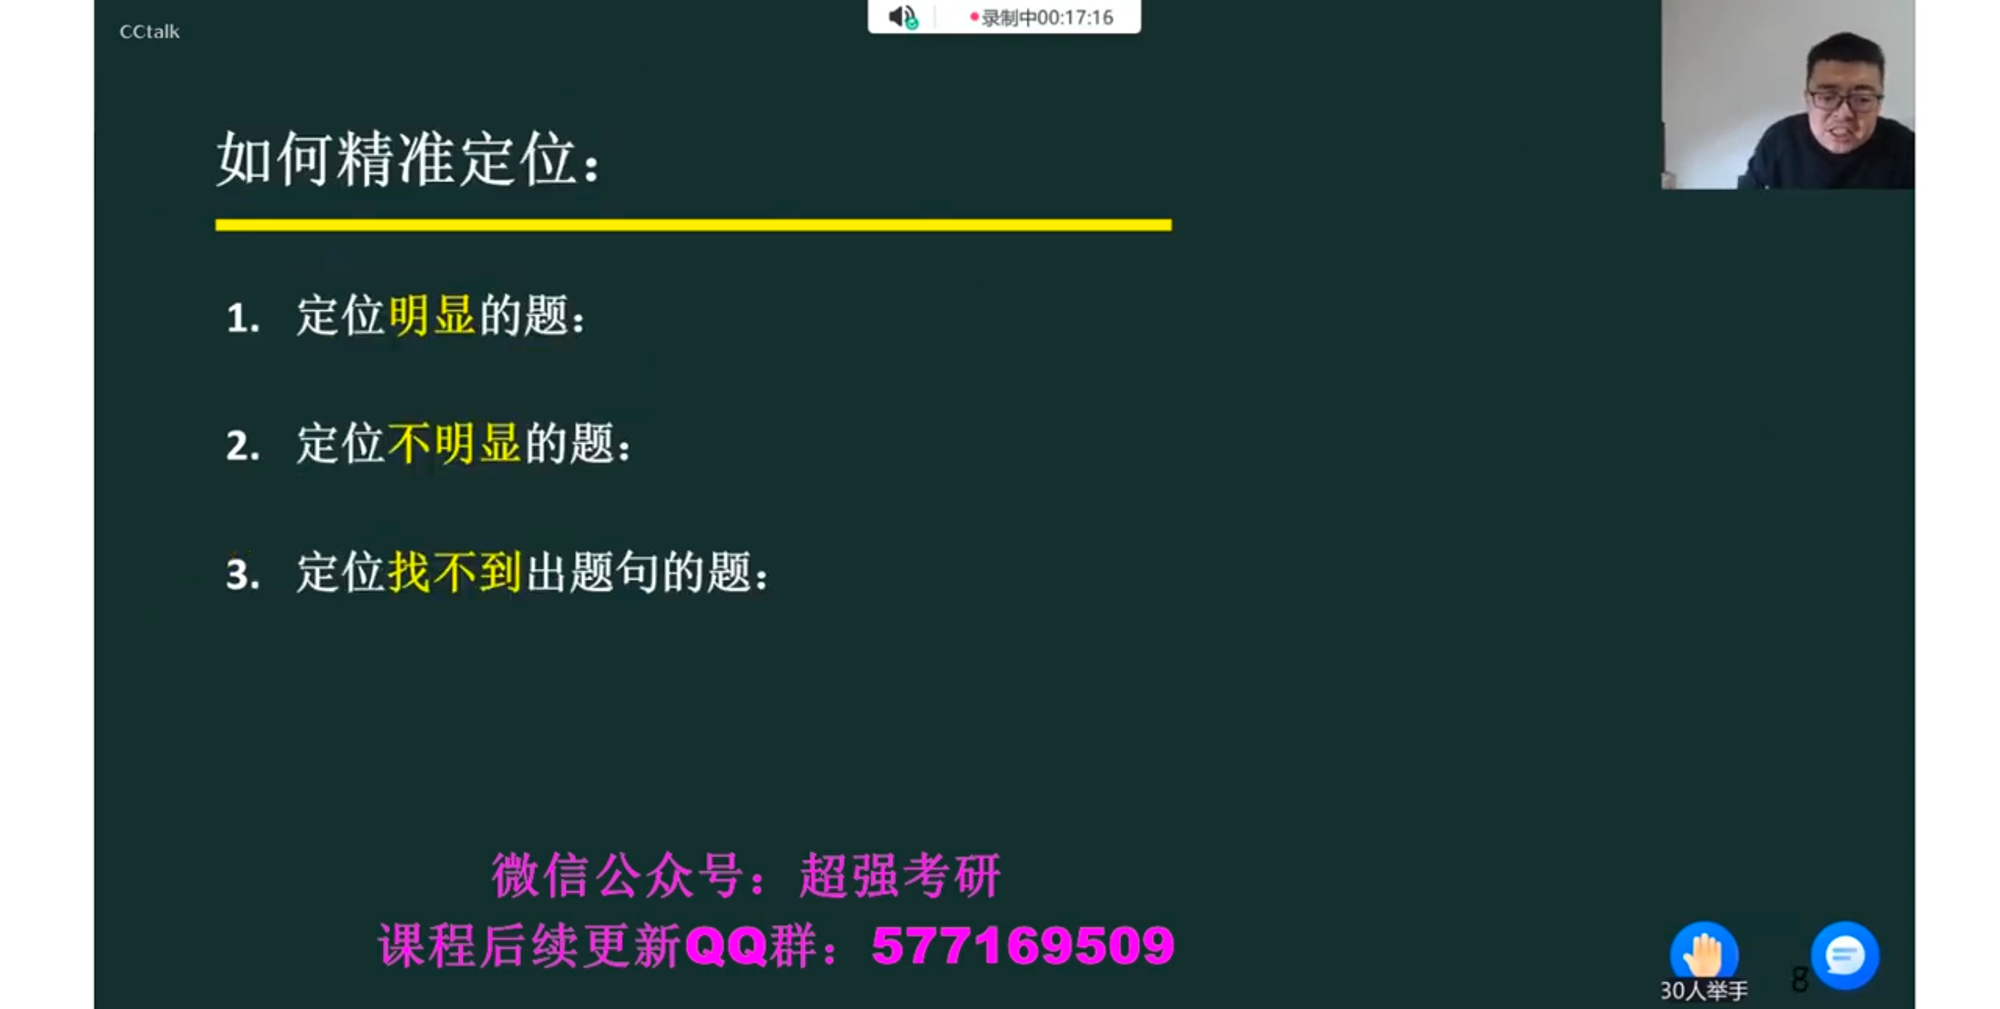 CCtalk
录制中00:17:16
如何精准定位：
1. 定位明显的题：
2. 定位不明显的题：
3. 定位找不到出题句的题：
微信公众号：超强考研
课程后续更新QQ群：577169509
30人举手
8